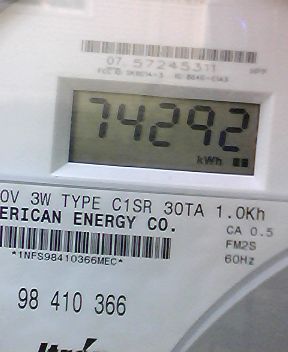 07 57245311
74292
kWh
0V 3W TYPE C1SR 30TA 1.0Kh
ERICAN ENERGY CO.
CA 0.5
FM2S
*1NFS98410366MEC*
60Hz
98 410 366
Itrón